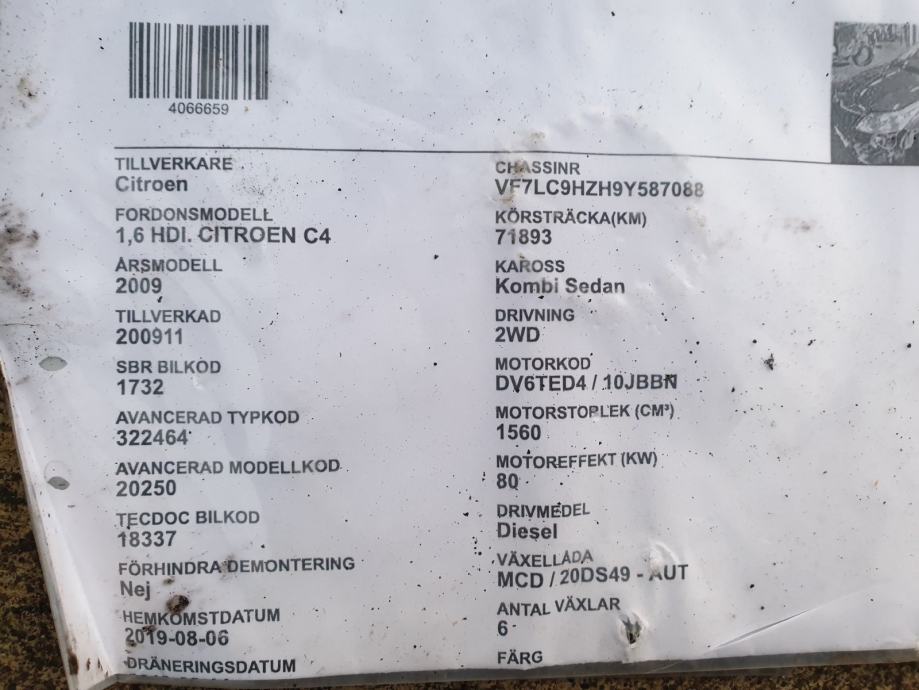 4066659
TILLVERKARE
Citroen
FORDONSMODELL
1,6 HDI. CITROEN C4
ÅRSMODELL
2009
TILLVERKAD
200911
SBR BILKOD
1732
AVANCERAD TYPKOD
322464
AVANCERAD MODELLKOD
20250
TECDOC BILKOD
18337
FÖRHINDRA DEMONTERING
Nej
HEMKOMSTDATUM
2019-08-06
DRÄNERINGSDATUM
CHASSINR
VF7LC9HZH9Y587088
KÖRSTRÄCKA(KM)
71893
KAROSS
Kombi Sedan
DRIVNING
2WD
MOTORKOD
DV6TED4 / 10JBBN
MOTORSTOPLEK (CM³)
1560
MOTOREFFEKT (KW)
80
DRIVMEDEL
Diesel
VÄXELLÅDA
MCD / 20DS49 - AUT
ANTAL VÄXLAR
6
FÄRG